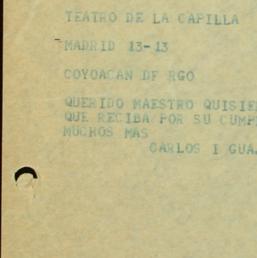 TEATRO DE LA CAPILLA
MADRID 13-13
COYOACAN DF RGO
QUERIDO MAESTRO QUISIE
QUE RECIBA POR SU CUMP
MUCHOS MAS
CARLOS I GUA